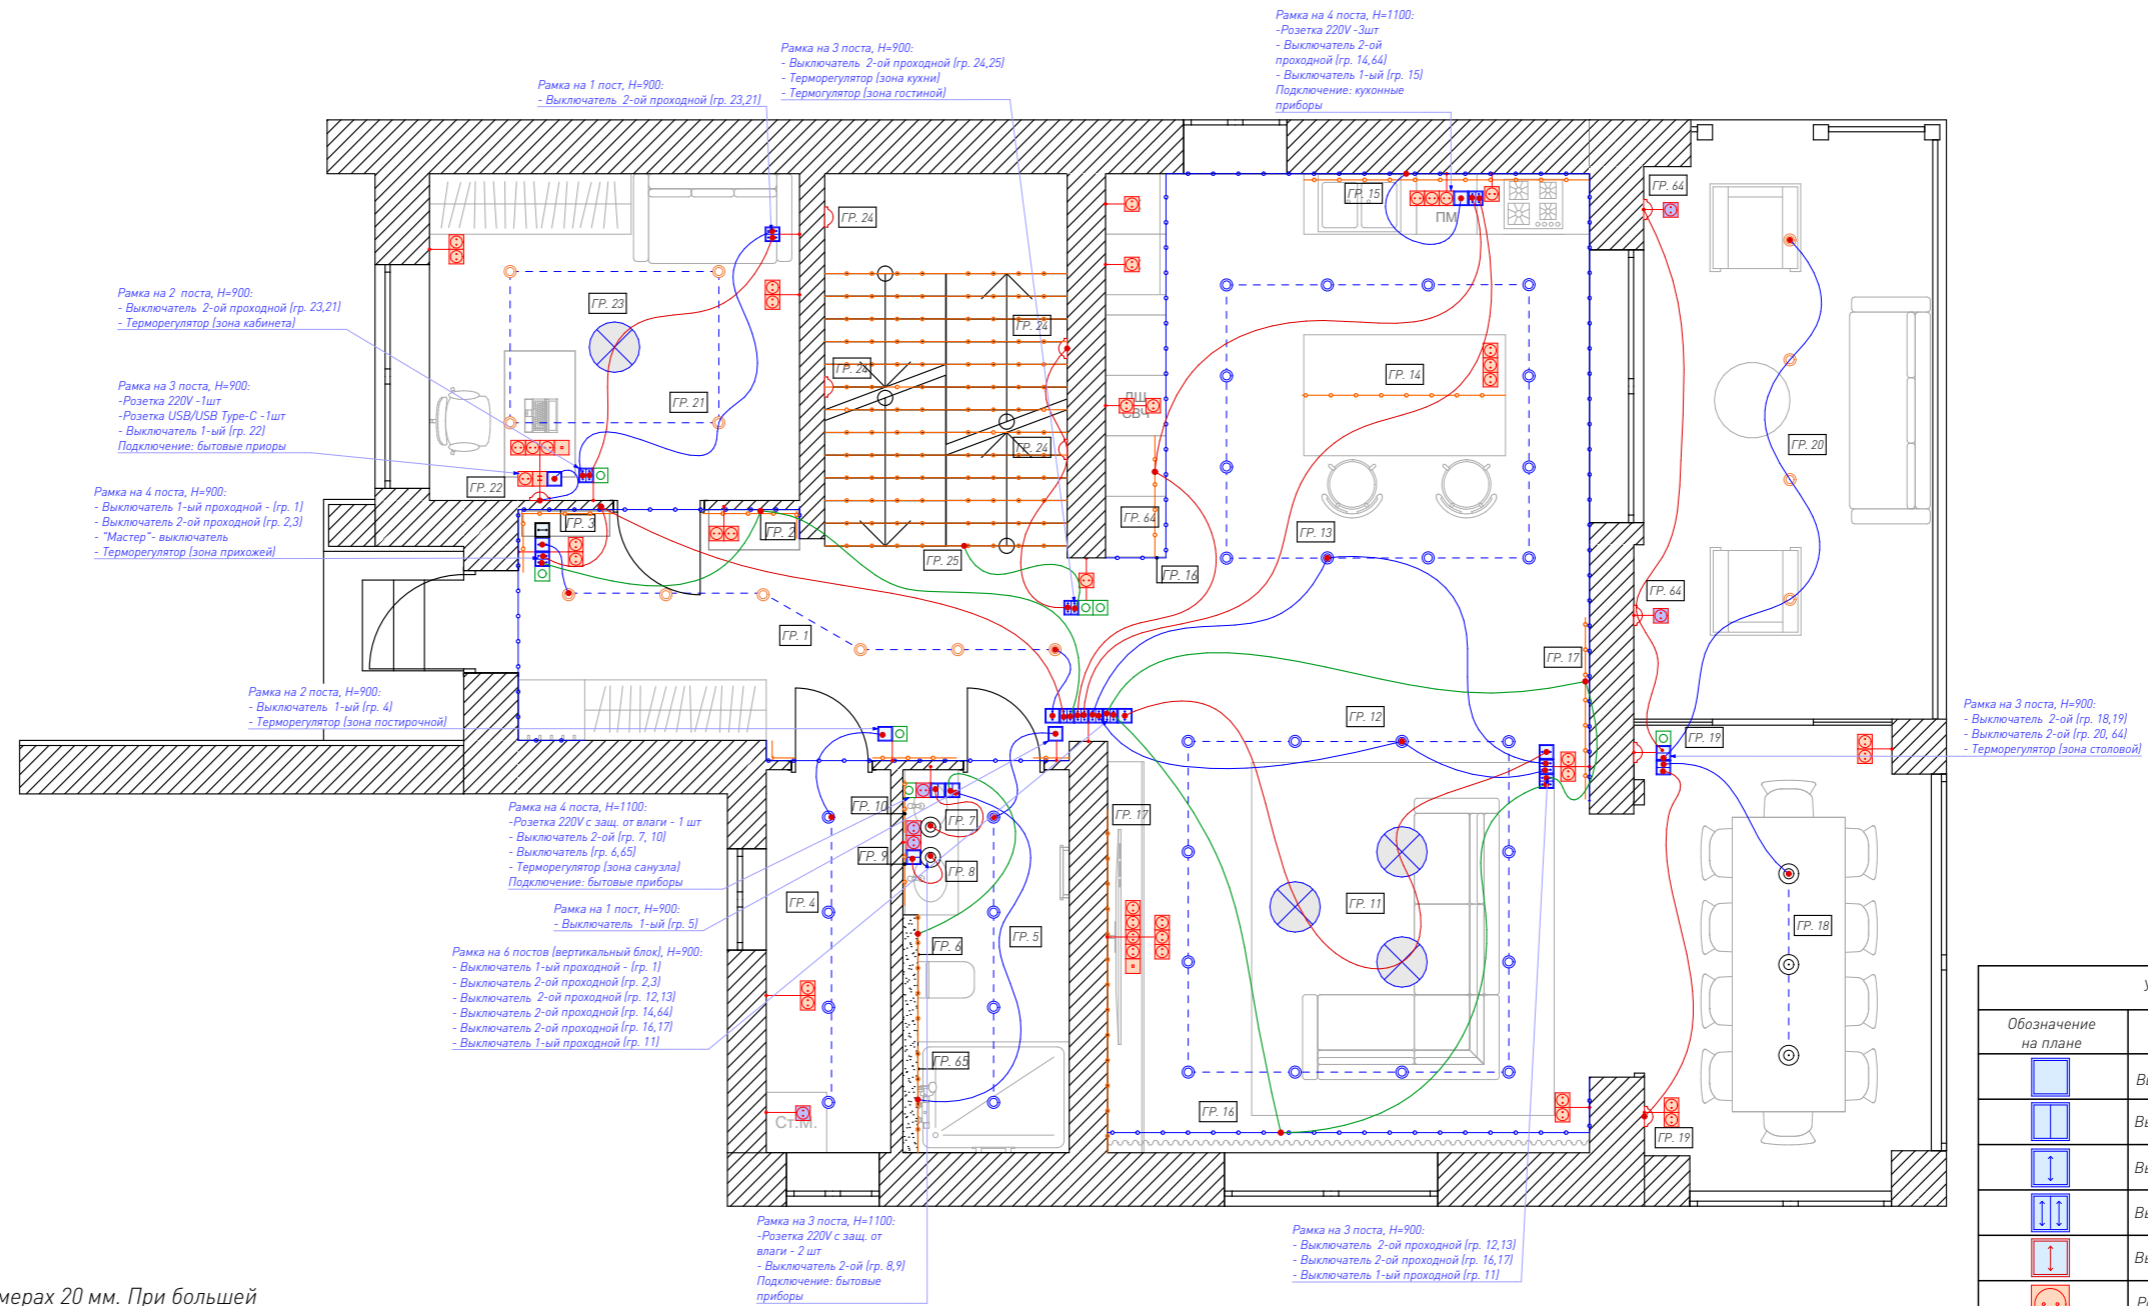 Рамка на 4 поста, H=1100:
-Розетка 220V -3шт
- Выключатель 2-ой
проходной (гр. 14,64)
- Выключатель 1-ый (гр. 15)
Подключение: кухонные
приборы
Рамка на 3 поста, H=900:
- Выключатель 2-ой проходной (гр. 24,25)
- Терморегулятор (зона кухни)
- Термогулятор (зона гостиной)
Рамка на 1 пост, H=900:
- Выключатель 2-ой проходной (гр. 23,21)
Рамка на 2 поста, H=900:
- Выключатель 2-ой проходной (гр. 23,21)
- Терморегулятор (зона кабинета)
Рамка на 3 поста, H=900:
-Розетка 220V -1шт
-Розетка USB/USB Type-C -1шт
- Выключатель 1-ый (гр. 22)
Подключение: бытовые приоры
Рамка на 4 поста, H=900:
- Выключатель 1-ый проходной - (гр. 1)
- Выключатель 2-ой проходной (гр. 2,3)
- "Мастер"- выключатель
- Терморегулятор (зона прихожей)
Рамка на 2 поста, H=900:
- Выключатель 1-ый (гр. 4)
- Терморегулятор (зона постирочной)
Рамка на 4 поста, H=1100:
-Розетка 220V с защ. от влаги - 1 шт
- Выключатель 2-ой (гр. 7, 10)
- Выключатель (гр. 6,65)
- Терморегулятор (зона санузла)
Подключение: бытовые приборы
Рамка на 1 пост, H=900:
- Выключатель 1-ый (гр. 5)
Рамка на 6 постов (вертикальный блок), H=900:
- Выключатель 1-ый проходной - (гр. 1)
- Выключатель 2-ой проходной (гр. 2,3)
- Выключатель 2-ой проходной (гр. 12,13)
- Выключатель 2-ой проходной (гр. 14,64)
- Выключатель 2-ой проходной (гр. 16,17)
- Выключатель 1-ый проходной (гр. 11)
Рамка на 3 поста, H=1100:
-Розетка 220V с защ. от
влаги - 2 шт
- Выключатель 2-ой (гр. 8,9)
Подключение: бытовые
приборы
Рамка на 3 поста, H=900:
- Выключатель 2-ой проходной (гр. 12,13)
- Выключатель 2-ой проходной (гр. 16,17)
- Выключатель 1-ый проходной (гр. 11)
Рамка на 3 поста, H=900:
- Выключатель 2-ой (гр. 18,19)
- Выключатель 2-ой (гр. 20, 64)
- Терморегулятор (зона столовой)
ГР. 24
ГР. 15
ПМ
ГР. 64
ГР. 23
ГР. 24
ГР. 24
ГР. 14
ГР. 21
СВЧ
ГР. 24
ГР. 20
ГР. 22
ГР. 3
ГР. 2
ГР. 64
ГР. 13
ГР. 25
ГР. 16
ГР. 64
ГР. 1
ГР. 17
ГР. 12
ГР. 19
ГР. 10
ГР. 7
ГР. 17
ГР. 9
ГР. 8
ГР. 4
ГР. 11
ГР. 5
ГР. 6
ГР. 18
ГР. 65
ГР. 16
Ст.М.
ГР. 19
Обозначение
на плане
мерах 20 мм. При большей